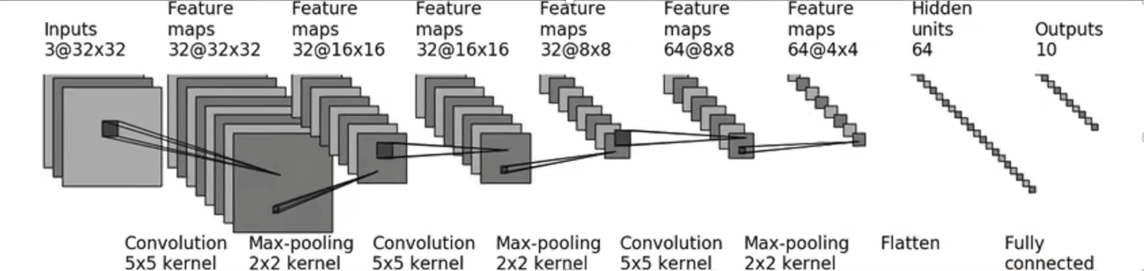 Inputs
3@32x32
Feature
maps
32@32x32
Feature
maps
32@16x16
Feature
maps
32@16x16
Feature
maps
32@8x8
Feature
maps
64@8x8
Feature
maps
64@4x4
Hidden
units
64
Outputs
10
Convolution
5x5 kernel
Max-pooling
2x2 kernel
Convolution
5x5 kernel
Max-pooling
2x2 kernel
Convolution
5x5 kernel
Max-pooling
2x2 kernel
Flatten
Fully
connected